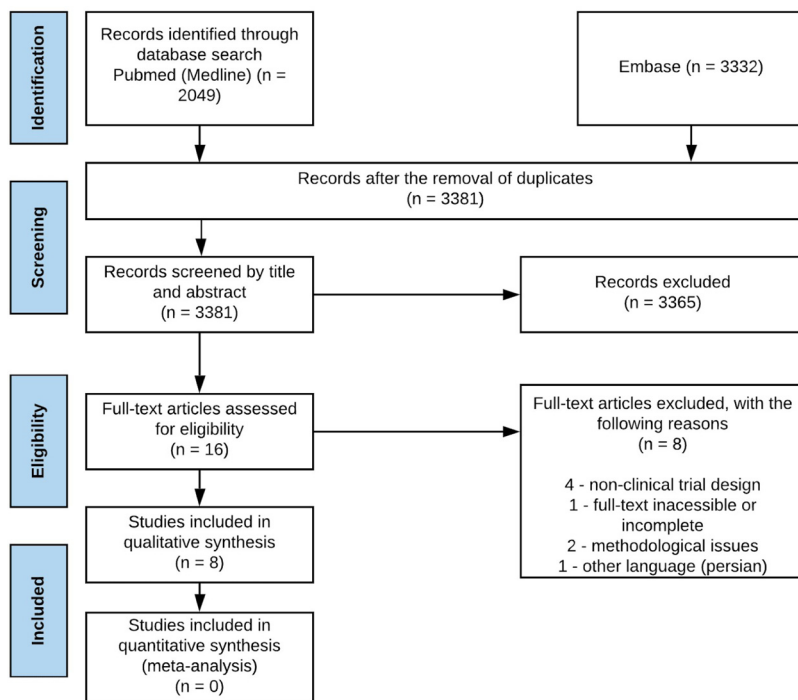 Identification
Records identified through
database search
Pubmed (Medline) (n =
2049)
Embase (n = 3332)
Records after the removal of duplicates
(n = 3381)
Screening
Records screened by title
and abstract
(n = 3381)
Records excluded
(n = 3365)
Eligibility
Full-text articles assessed
for eligibility
(n = 16)
Full-text articles excluded, with the
following reasons
(n = 8)
4 - non-clinical trial design
1 - full-text inacessible or
incomplete
2 - methodological issues
1 - other language (persian)
Studies included in
qualitative synthesis
(n = 8)
Included
Studies included in
quantitative synthesis
(meta-analysis)
(n = 0)